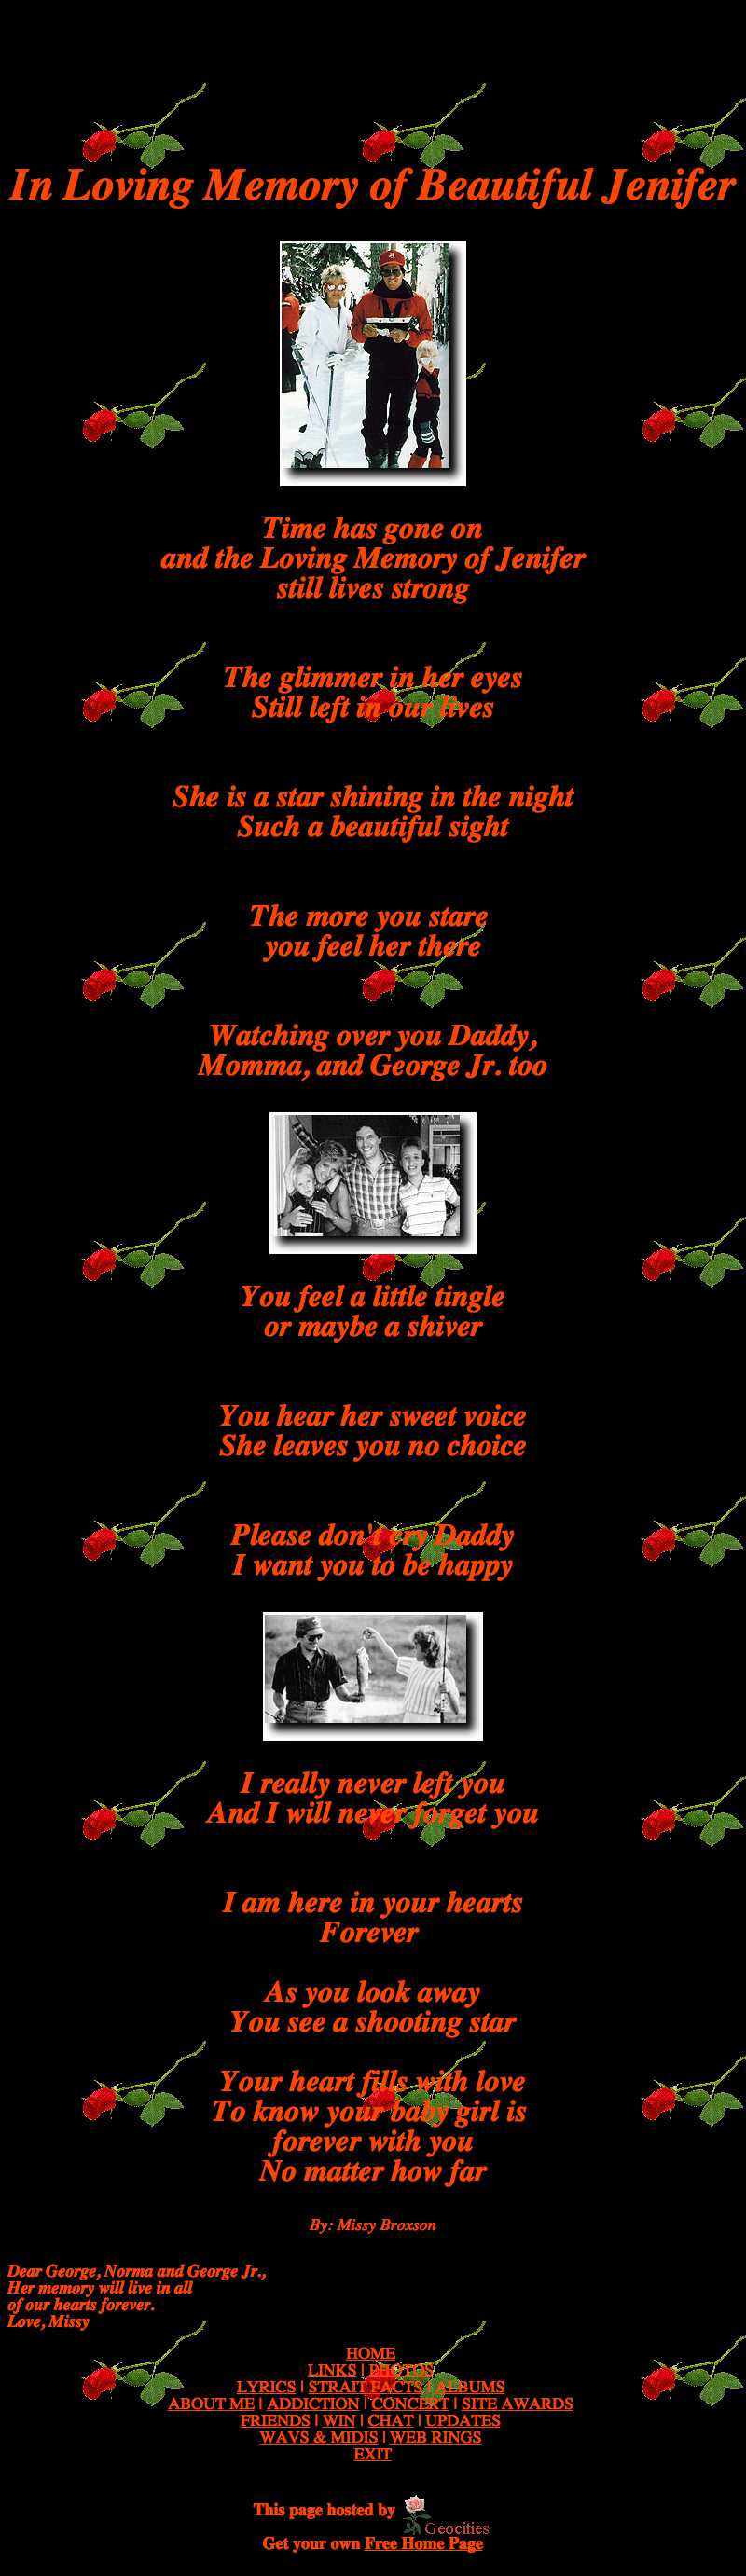 In Loving Memory of Beautiful Jenifer
Time has gone on
and the Loving Memory of Jenifer
still lives strong
The glimmer in her eyes
Still left in our lives
She is a star shining in the night
Such a beautiful sight
The more you stare
you feel her there
Watching over you Daddy,
Momma, and George Jr. too
You feel a little tingle
or maybe a shiver
You hear her sweet voice
She leaves you no choice
Please don't cry Daddy
I want you to be happy
I really never left you
And I will never forget you
I am here in your hearts
Forever
As you look away
You see a shooting star
Your heart fills with love
To know your baby girl is
forever with you
No matter how far
By: Missy Broxson
Dear George, Norma and George Jr.,
Her memory will live in all
of our hearts forever.
Love, Missy
HOME
LINKS | PHOTOS
LYRICS | STRAIT FACTS | ALBUMS
ABOUT ME | ADDICTION | CONCERT | SITE AWARDS
FRIENDS | WIN | CHAT | UPDATES
WAVS & MIDIS | WEB RINGS
EXIT
This page hosted by Geocities
Get your own Free Home Page